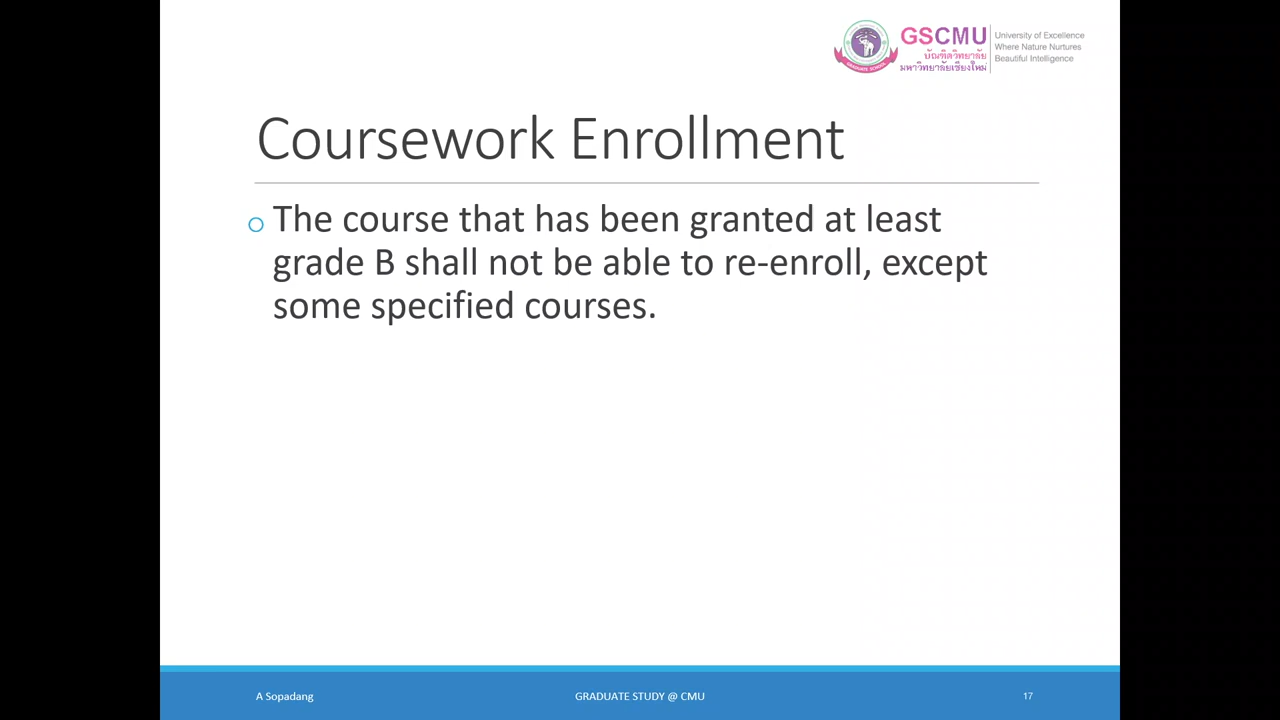 GSCMU
บัณฑิตวิทยาลัย
มหาวิทยาลัยเชียงใหม่
University of Excellence
Where Nature Nurtures
Beautiful Intelligence
GRADUATE SCHOOL
Coursework Enrollment
The course that has been granted at least
grade B shall not be able to re-enroll, except
some specified courses.
A Sopadang
GRADUATE STUDY @ CMU
17